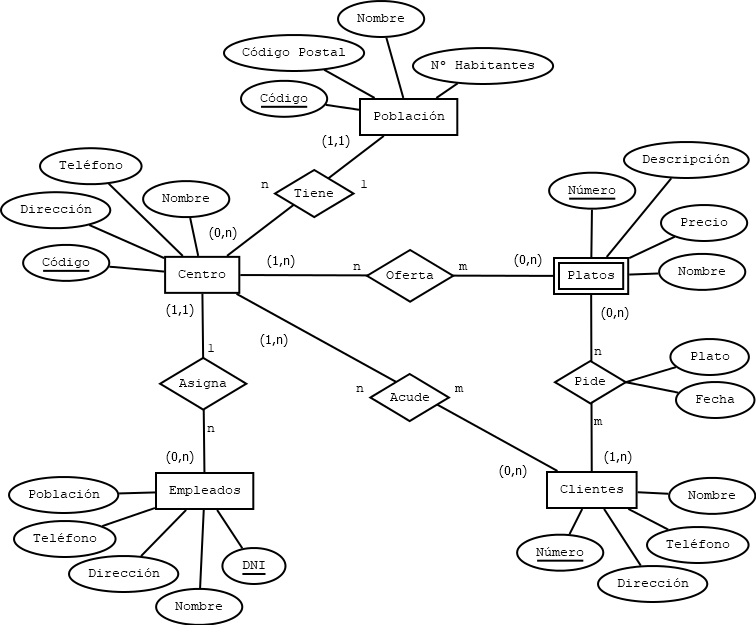 Nombre
Código Postal
Nº Habitantes
Código
Población
(1,1)
Teléfono
Nombre
n
Tiene
1
Dirección
(0,n)
Código
Centro
Descripción
Número
Precio
Nombre
(1,n)
n
Oferta
m
(0,n)
Platos
(1,1)
(0,n)
(1,n)
1
n
Plato
Asigna
n
Acude
m
Pide
Fecha
n
m
(0,n)
(0,n)
(1,n)
Población
Empleados
Clientes
Nombre
Teléfono
Teléfono
Dirección
DNI
Número
Dirección
Nombre